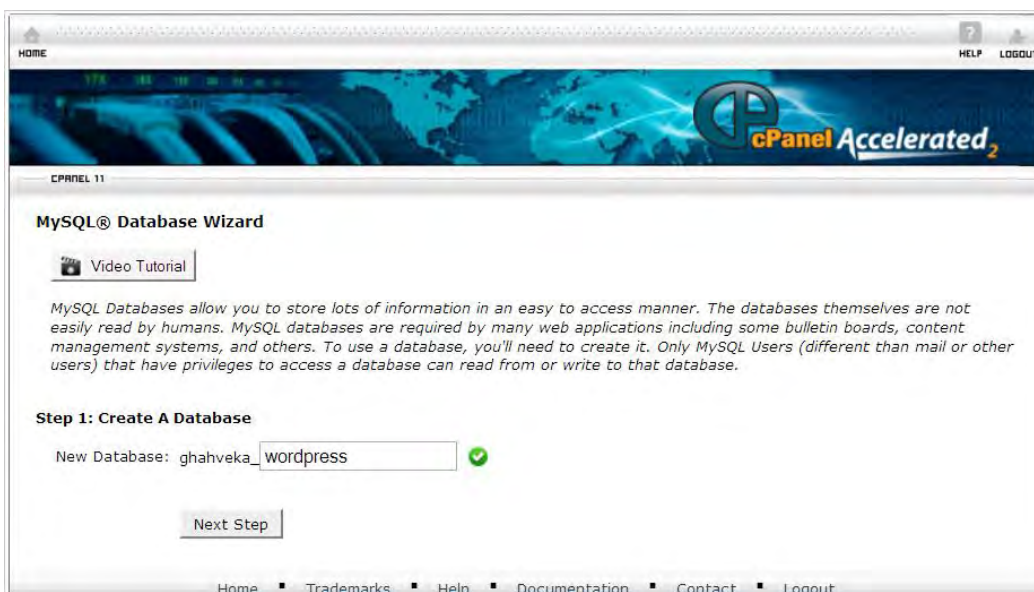 HOME
HELP LOGOUT
cPanel Accelerated2
CPANEL 11
MySQL® Database Wizard
Video Tutorial
MySQL Databases allow you to store lots of information in an easy to access manner. The databases themselves are not
easily read by humans. MySQL databases are required by many web applications including some bulletin boards, content
management systems, and others. To use a database, you'll need to create it. Only MySQL Users (different than mail or other
users) that have privileges to access a database can read from or write to that database.
Step 1: Create A Database
New Database: ghahveka_ wordpress
Next Step
Home ▪ Trademarks ▪ Help ▪ Documentation ▪ Contact ▪ Logout